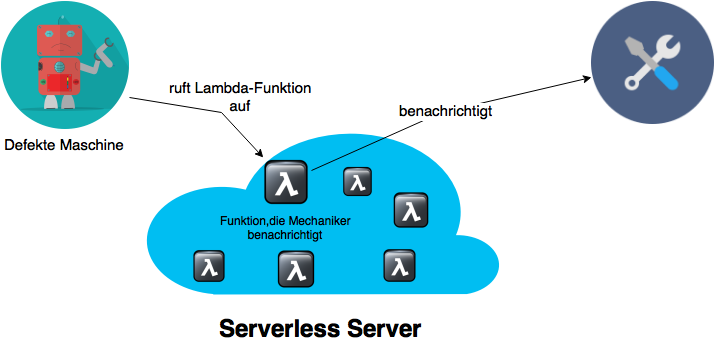 ruft Lambda-Funktion
auf
benachrichtigt
Defekte Maschine
λ
λ
λ
Funktion,die Mechaniker
benachrichtigt
λ
λ
λ
Serverless Server